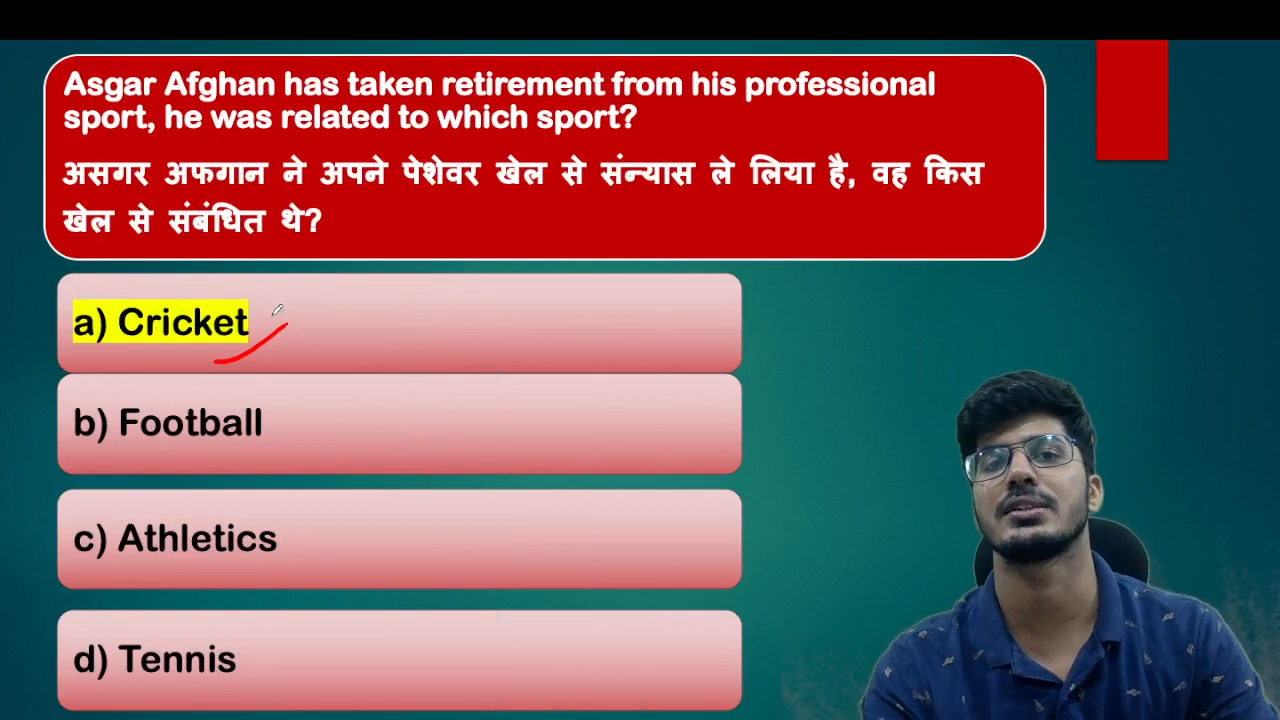 Asgar Afghan has taken retirement from his professional
sport, he was related to which sport?
असगर अफगान ने अपने पेशेवर खेल से संन्यास ले लिया है, वह किस
खेल से संबंधित थे?
a) Cricket
b) Football
c) Athletics
d) Tennis